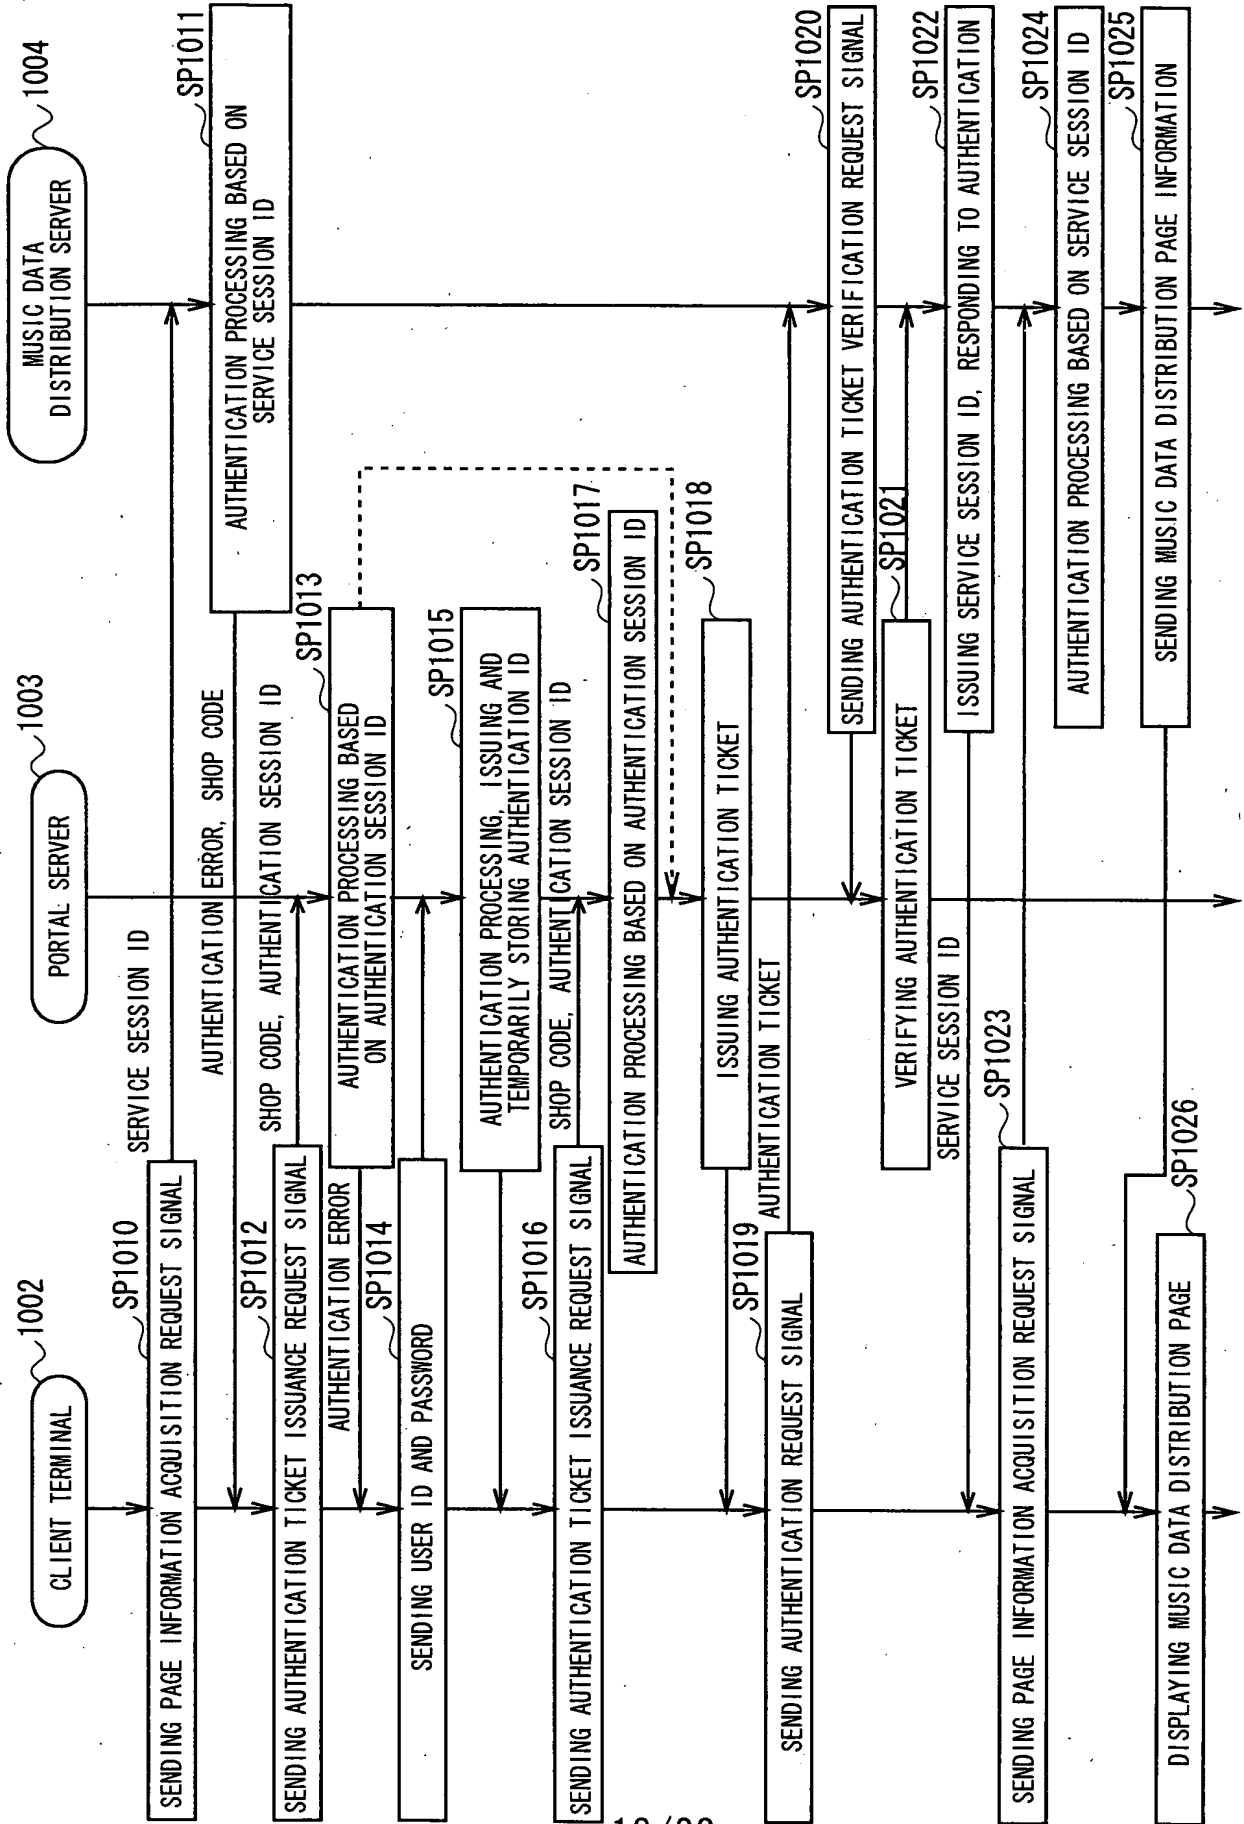 CLIENT TERMINAL
1002
PORTAL SERVER
1003
MUSIC DATA
DISTRIBUTION SERVER
1004
SP1010
SENDING PAGE INFORMATION ACQUISITION REQUEST SIGNAL
SERVICE SESSION ID
SP1011
AUTHENTICATION PROCESSING BASED ON
SERVICE SESSION ID
AUTHENTICATION ERROR, SHOP CODE
SP1012
SENDING AUTHENTICATION TICKET ISSUANCE REQUEST SIGNAL
SHOP CODE, AUTHENTICATION SESSION ID
SP1013
AUTHENTICATION PROCESSING BASED
ON AUTHENTICATION SESSION ID
AUTHENTICATION ERROR
SP1014
SENDING USER ID AND PASSWORD
SP1015
AUTHENTICATION PROCESSING, ISSUING AND
TEMPORARILY STORING AUTHENTICATION ID
SP1016
SENDING AUTHENTICATION TICKET ISSUANCE REQUEST SIGNAL
SHOP CODE, AUTHENTICATION SESSION ID
SP1017
AUTHENTICATION PROCESSING BASED ON AUTHENTICATION SESSION ID
SP1018
ISSUING AUTHENTICATION TICKET
SP1019
SENDING AUTHENTICATION REQUEST SIGNAL
AUTHENTICATION TICKET
SP1020
SENDING AUTHENTICATION TICKET VERIFICATION REQUEST SIGNAL
SP1021
VERIFYING AUTHENTICATION TICKET
SP1022
ISSUING SERVICE SESSION ID, RESPONDING TO AUTHENTICATION
SERVICE SESSION ID
SP1023
SENDING PAGE INFORMATION ACQUISITION REQUEST SIGNAL
SP1024
AUTHENTICATION PROCESSING BASED ON SERVICE SESSION ID
SP1025
SENDING MUSIC DATA DISTRIBUTION PAGE INFORMATION
SP1026
DISPLAYING MUSIC DATA DISTRIBUTION PAGE